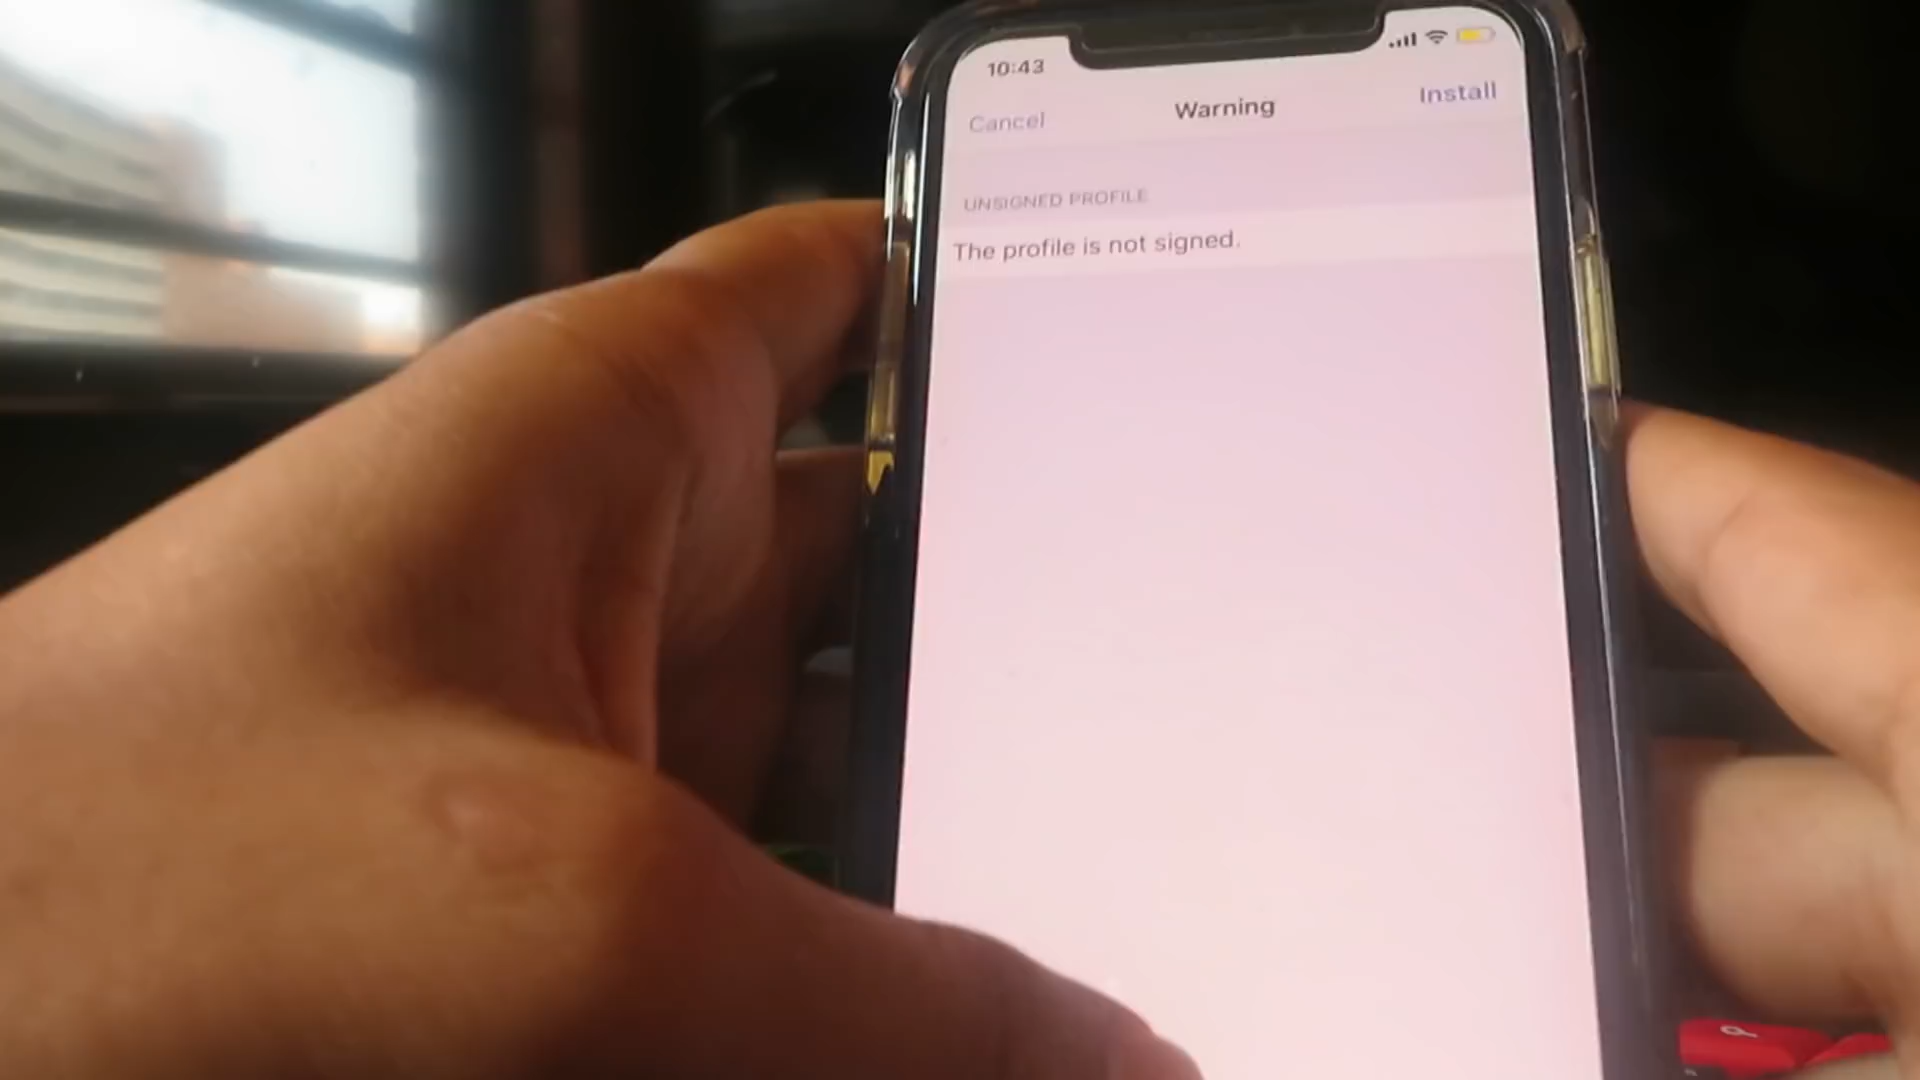 10:43
Cancel
Warning
Install
UNSIGNED PROFILE
The profile is not signed.